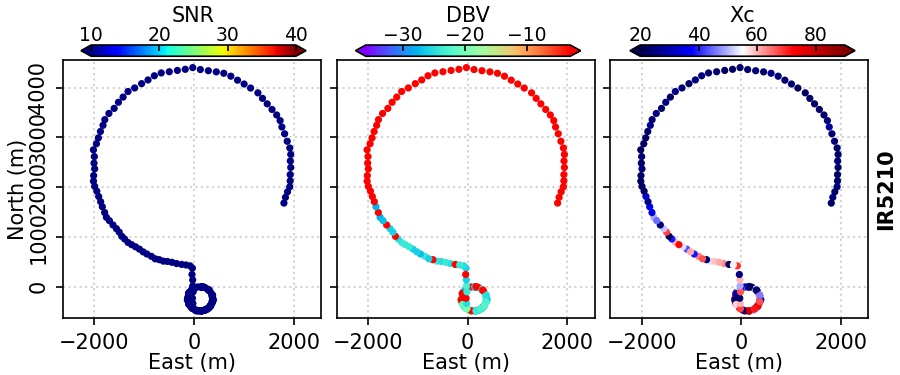 SNR DBV Xc
10 20 30 40 −30 −20 −10 20 40 60 80
North (m)
4000
3000
2000
1000
0
−2000 0 2000 −2000 0 2000 −2000 0 2000
East (m) East (m) East (m)
IR5210